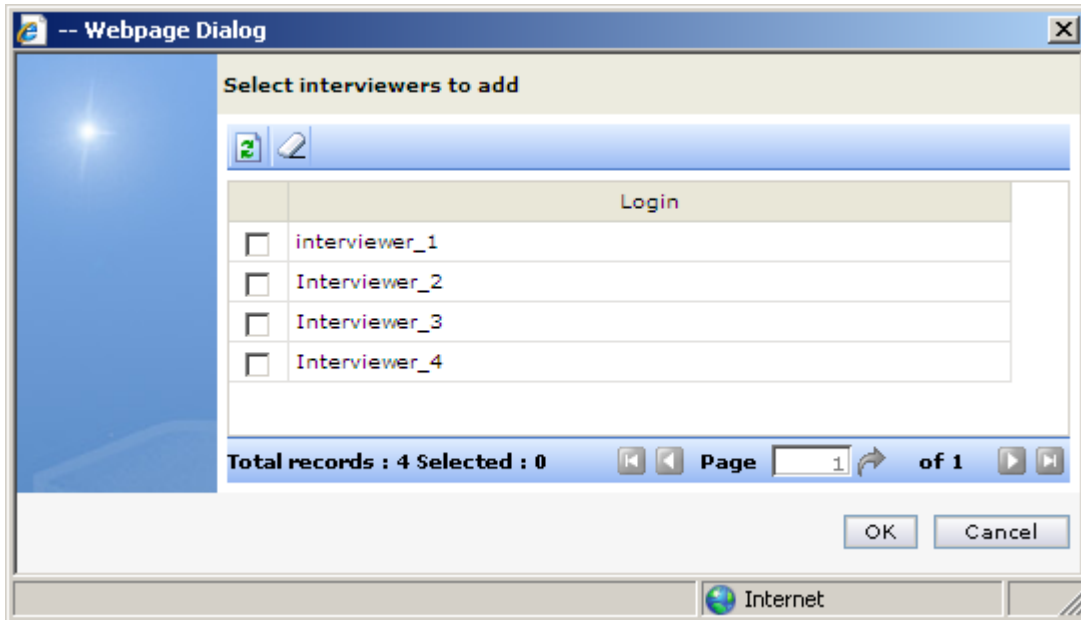 -- Webpage Dialog
Select interviewers to add
Login
interviewer_1
Interviewer_2
Interviewer_3
Interviewer_4
Total records : 4 Selected : 0 Page 1 of 1
OK Cancel
Internet